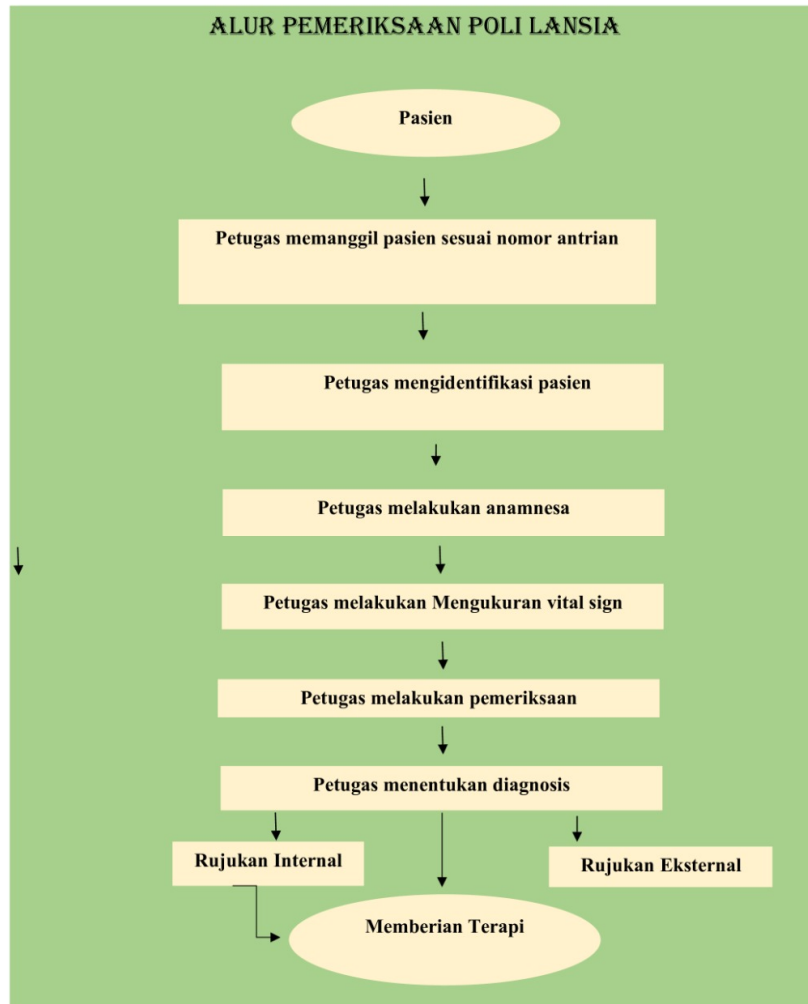 ALUR PEMERIKSAAN POLI LANSIA
Pasien
Petugas memanggil pasien sesuai nomor antrian
Petugas mengidentifikasi pasien
Petugas melakukan anamnesa
Petugas melakukan Mengukuran vital sign
Petugas melakukan pemeriksaan
Petugas menentukan diagnosis
Rujukan Internal
Rujukan Eksternal
Memberian Terapi